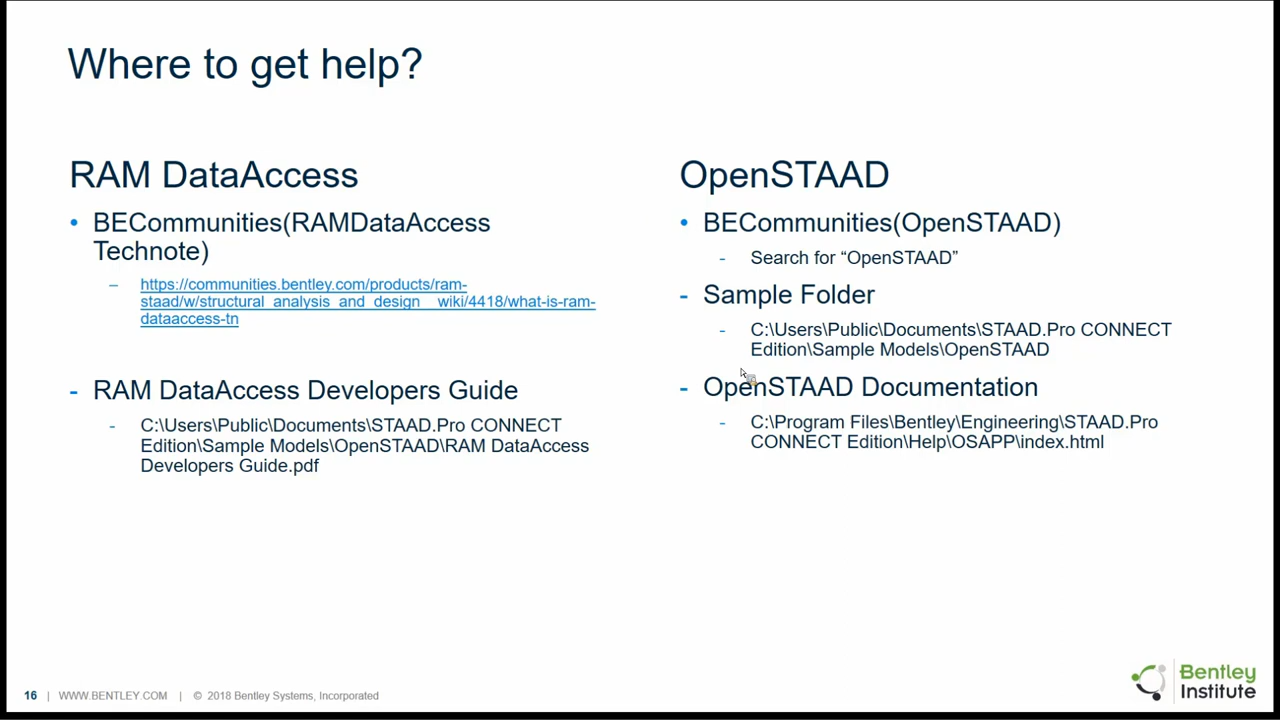 Where to get help?
RAM DataAccess
• BECommunities(RAMDataAccess
Technote)
– https://communities.bentley.com/products/ram-
staad/w/structural_analysis_and_design__wiki/4418/what-is-ram-
dataaccess-tn
- RAM DataAccess Developers Guide
- C:\Users\Public\Documents\STAAD.Pro CONNECT
Edition\Sample Models\OpenSTAAD\RAM DataAccess
Developers Guide.pdf
OpenSTAAD
• BECommunities(OpenSTAAD)
- Search for “OpenSTAAD”
- Sample Folder
- C:\Users\Public\Documents\STAAD.Pro CONNECT
Edition\Sample Models\OpenSTAAD
- OpenSTAAD Documentation
- C:\Program Files\Bentley\Engineering\STAAD.Pro
CONNECT Edition\Help\OSAPP\index.html
16 | WWW.BENTLEY.COM | © 2018 Bentley Systems, Incorporated
Bentley
Institute